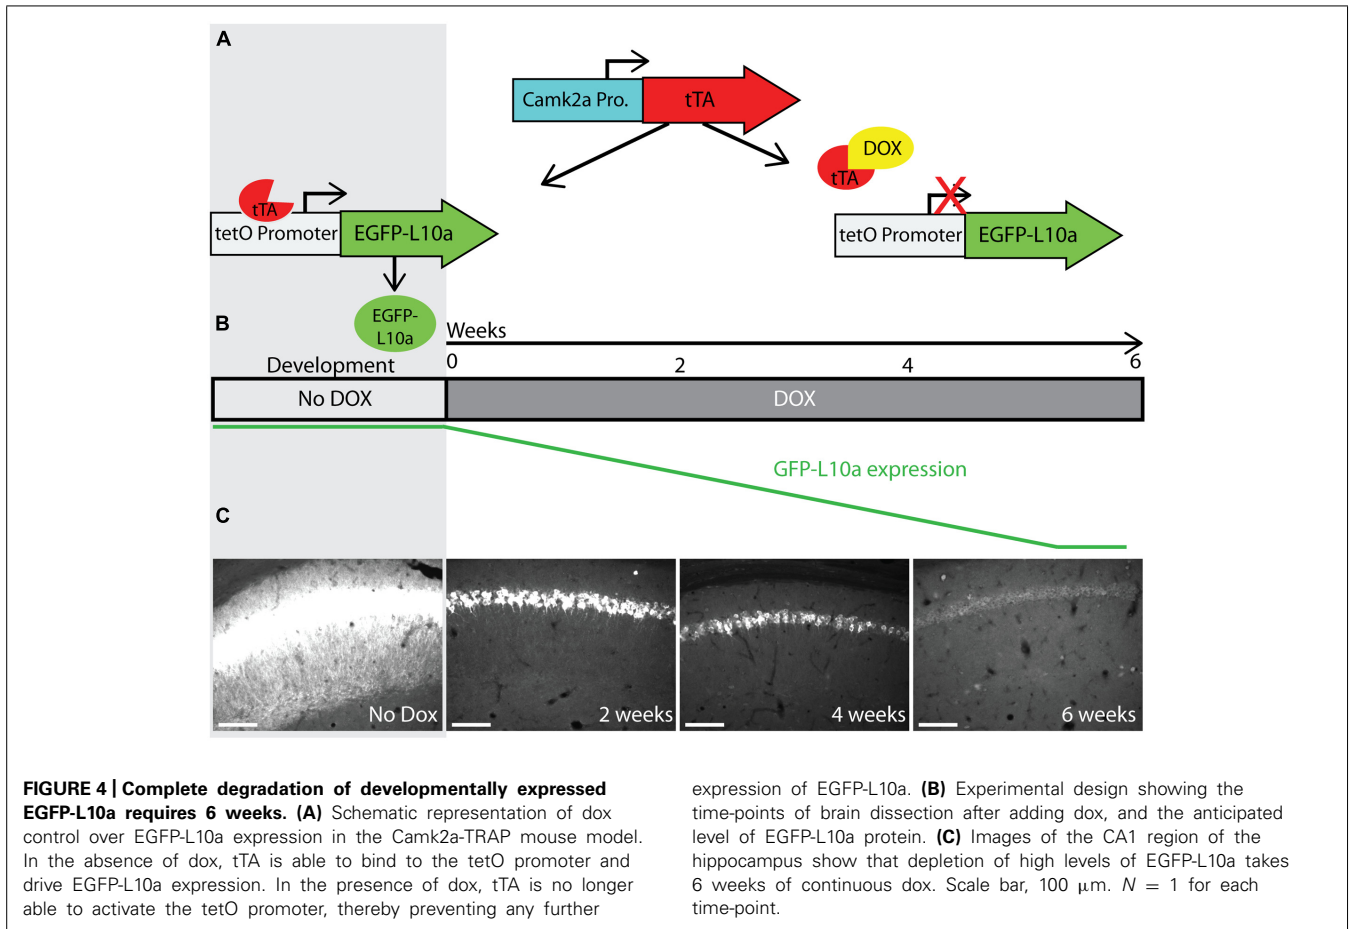 A
Camk2a Pro.
tTA
DOX
tTA
tTA
tetO Promoter
EGFP-L10a
tetO Promoter
EGFP-L10a
EGFP-
L10a
B
Weeks
Development
0
2
4
6
No DOX
DOX
GFP-L10a expression
C
No Dox
2 weeks
4 weeks
6 weeks
FIGURE 4 | Complete degradation of developmentally expressed
EGFP-L10a requires 6 weeks. (A) Schematic representation of dox
control over EGFP-L10a expression in the Camk2a-TRAP mouse model.
In the absence of dox, tTA is able to bind to the tetO promoter and
drive EGFP-L10a expression. In the presence of dox, tTA is no longer
able to activate the tetO promoter, thereby preventing any further
expression of EGFP-L10a. (B) Experimental design showing the
time-points of brain dissection after adding dox, and the anticipated
level of EGFP-L10a protein. (C) Images of the CA1 region of the
hippocampus show that depletion of high levels of EGFP-L10a takes
6 weeks of continuous dox. Scale bar, 100 μm. N = 1 for each
time-point.